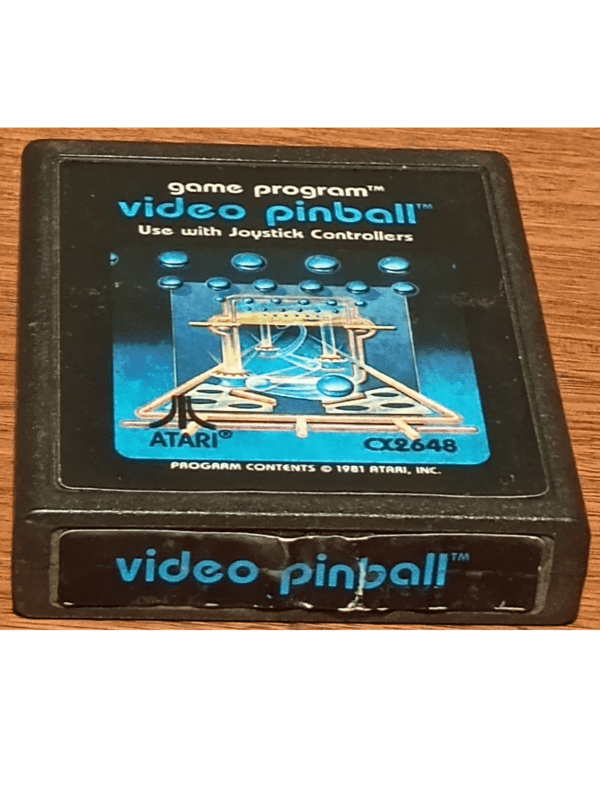 game program™
video pinball™
Use with Joystick Controllers
ATARI®
CX2648
PROGRAM CONTENTS © 1981 ATARI, INC.
video pinball™